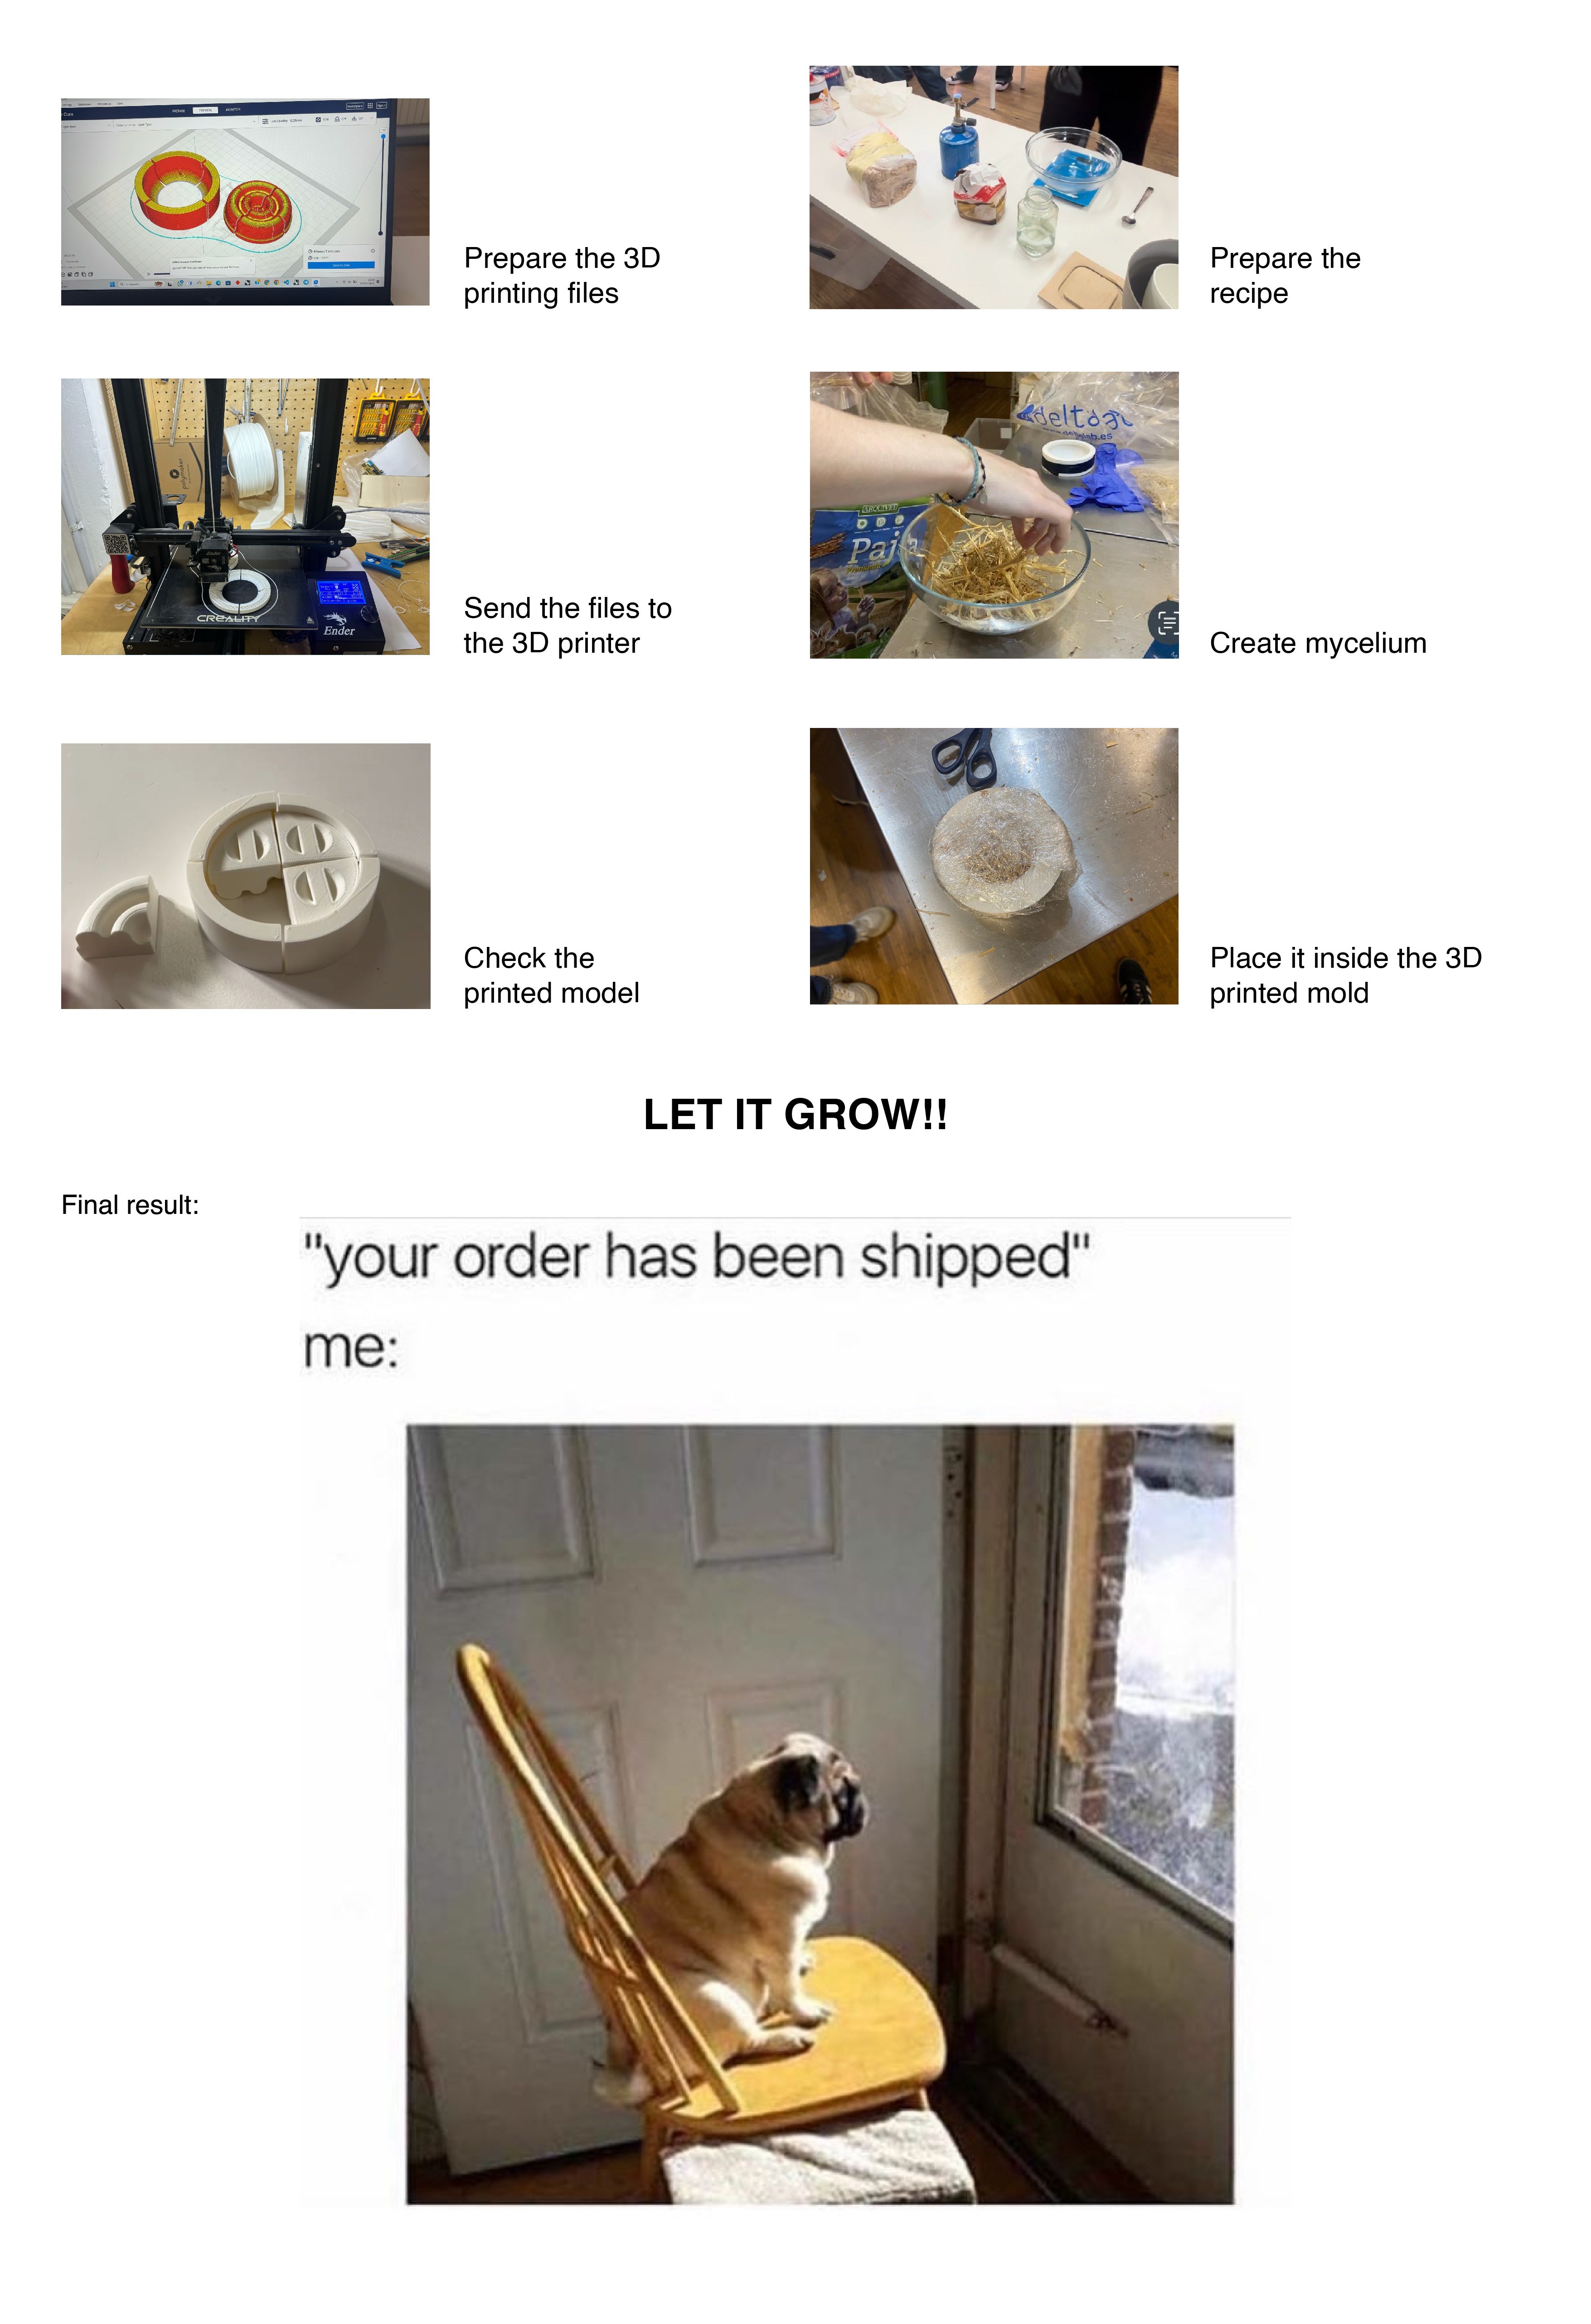 Prepare the 3D
printing files
Prepare the
recipe
Send the files to
the 3D printer
CREALITY
Ender
deltalab
Paja
Create mycelium
Check the
printed model
Place it inside the 3D
printed mold
LET IT GROW!!
Final result:
"your order has been shipped"
me: